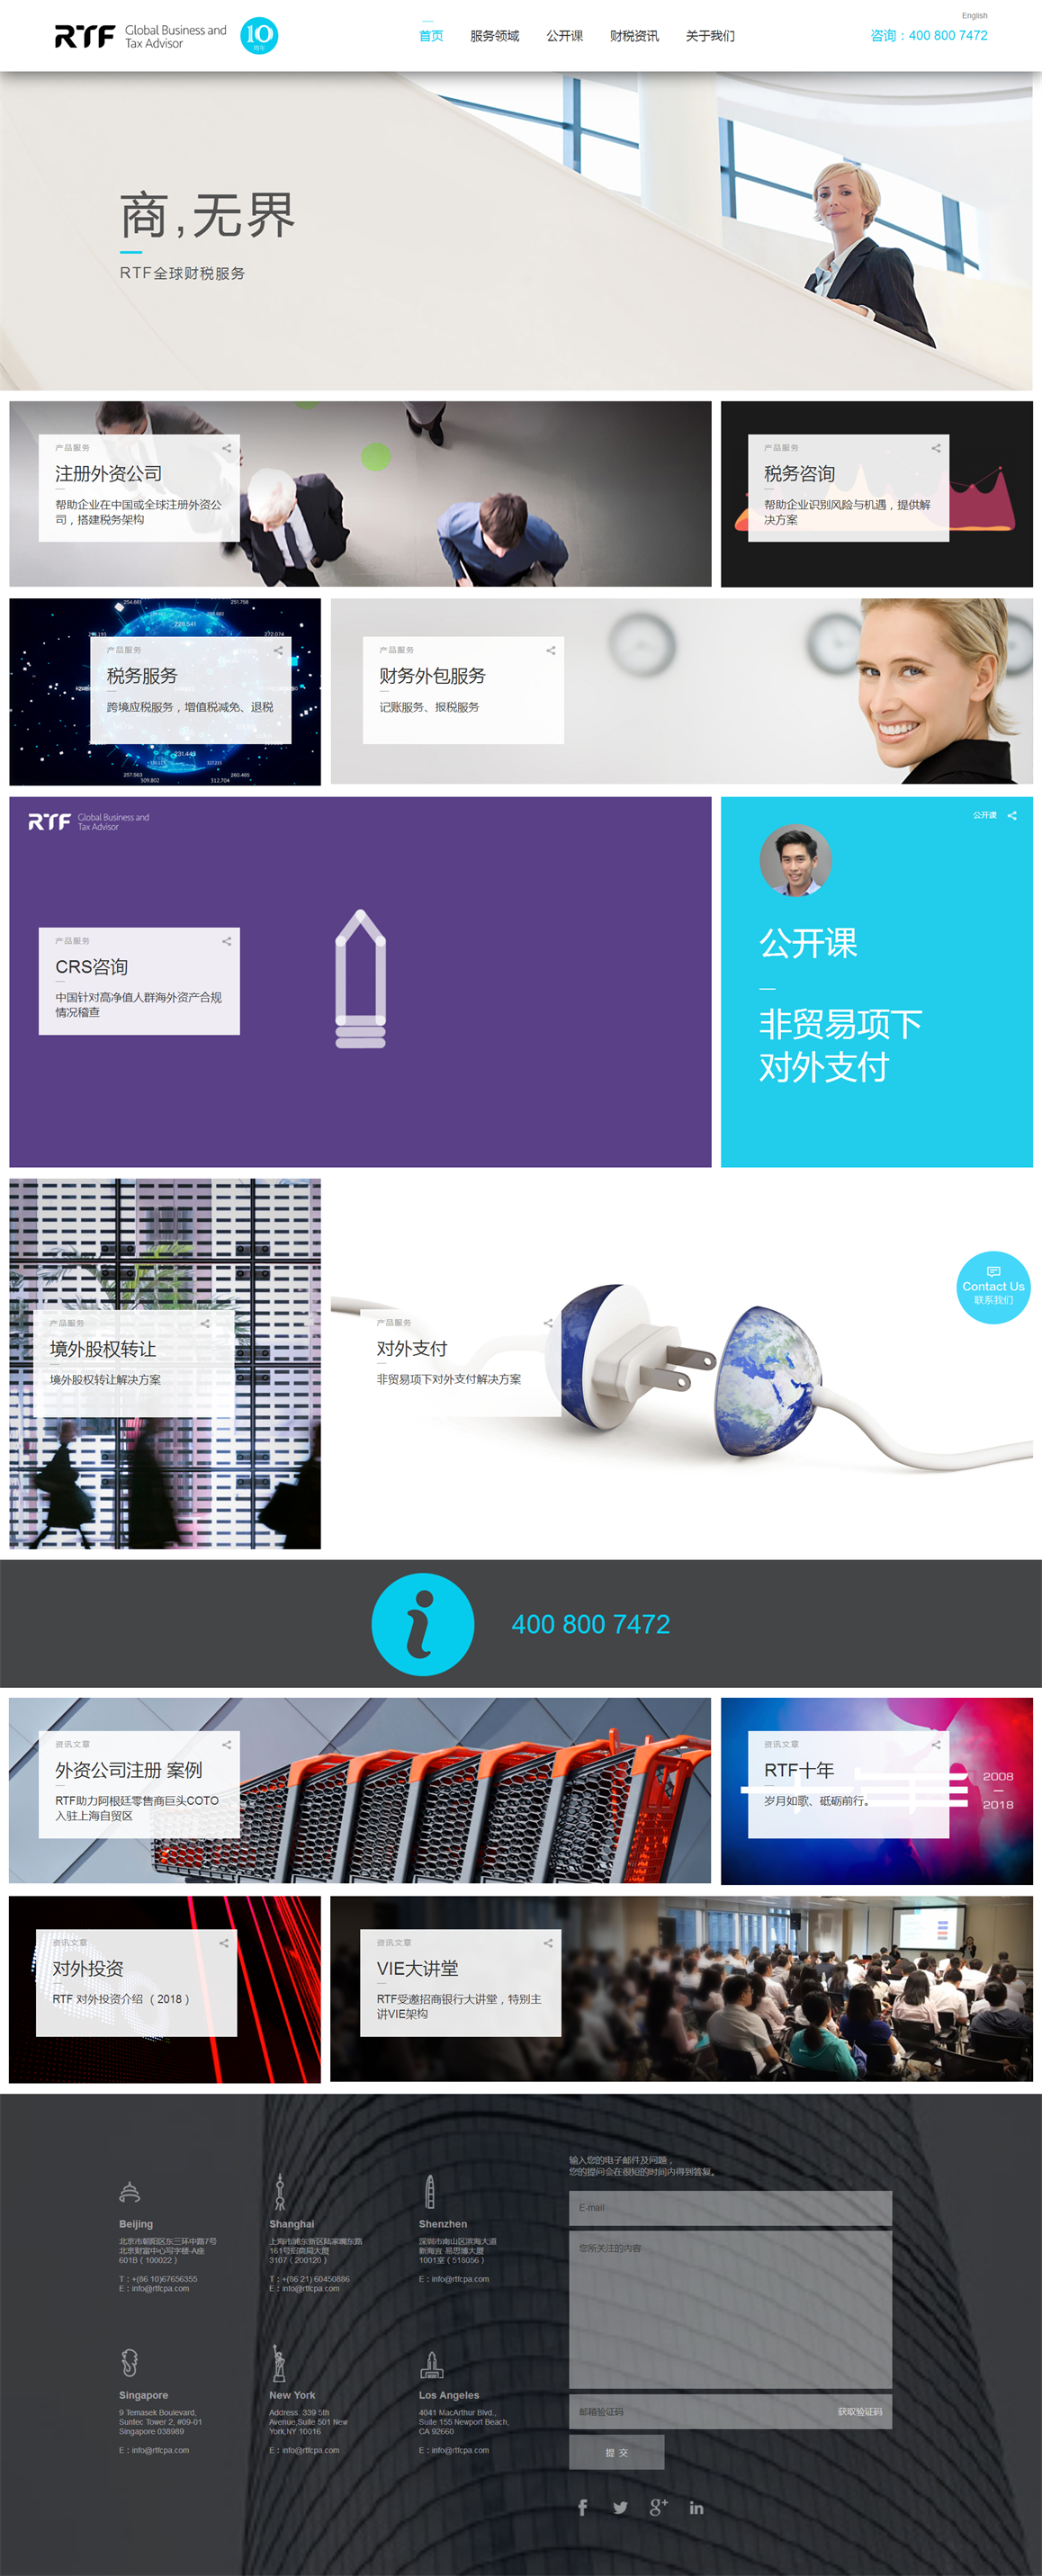 RTF Global Business and
Tax Advisor
10
周年
首页 服务领域 公开课 财税资讯 关于我们
English
咨询：400 800 7472
商,无界
RTF全球财税服务
产品服务
注册外资公司
帮助企业在中国或全球注册外资公
司，搭建税务架构
产品服务
税务咨询
帮助企业识别风险与机遇，提供解
决方案
产品服务
税务服务
跨境应税服务，增值税减免、退税
产品服务
财务外包服务
记账服务、报税服务
RTF Global Business and
Tax Advisor
产品服务
CRS咨询
中国针对高净值人群海外资产合规
情况稽查
公开课
公开课
非贸易项下
对外支付
产品服务
境外股权转让
境外股权转让解决方案
产品服务
对外支付
非贸易项下对外支付解决方案
Contact Us
联系我们
i
400 800 7472
资讯文章
外资公司注册 案例
RTF助力阿根廷零售商巨头COTO
入驻上海自贸区
资讯文章
RTF十年
岁月如歌、砥砺前行。
2008
2018
资讯文章
对外投资
RTF 对外投资介绍（2018）
资讯文章
VIE大讲堂
RTF受邀招商银行大讲堂，特别主
讲VIE架构
Beijing
北京市朝阳区东三环中路7号
北京财富中心写字楼-A座
601B（100022）
T：+(86 10)67656355
E：info@rtfcpa.com
Shanghai
上海市浦东新区陆家嘴东路
161号招商局大厦
3107（200120）
T：+(86 21) 60450886
E：info@rtfcpa.com
Shenzhen
深圳市南山区滨海大道
新海宜 易思博大厦
1001室（518056）
E：info@rtfcpa.com
Singapore
9 Temasek Boulevard,
Suntec Tower 2, #09-01
Singapore 038989
E：info@rtfcpa.com
New York
Address. 339 5th
Avenue,Suite 501 New
York,NY 10016
E：info@rtfcpa.com
Los Angeles
4041 MacArthur Blvd.,
Suite 155 Newport Beach,
CA 92660
E：info@rtfcpa.com
输入您的电子邮件及问题，
您的提问会在很短的时间内得到答复。
E-mail
您所关注的内容
邮箱验证码 获取验证码
提 交